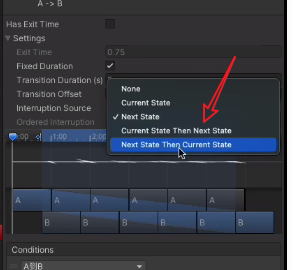 A -> B
Has Exit Time
Settings
Exit Time
0.75
Fixed Duration
Transition Duration (s)
Transition Offset
Interruption Source
Ordered Interruption
None
Current State
✓ Next State
Current State Then Next State
Next State Then Current State
:00
1:00
2:0
A A A A A A
B B B B B B
Conditions
A到B